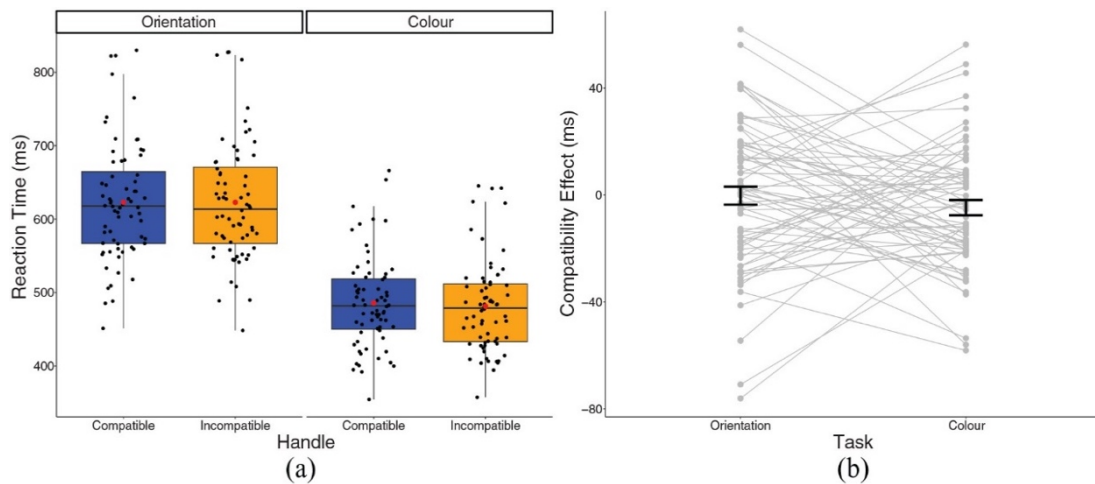 Orientation
Colour
Reaction Time (ms)
800
700
600
500
400
Compatible
Incompatible
Compatible
Incompatible
Handle
(a)
Compatibility Effect (ms)
40
0
−40
−80
Orientation
Colour
Task
(b)